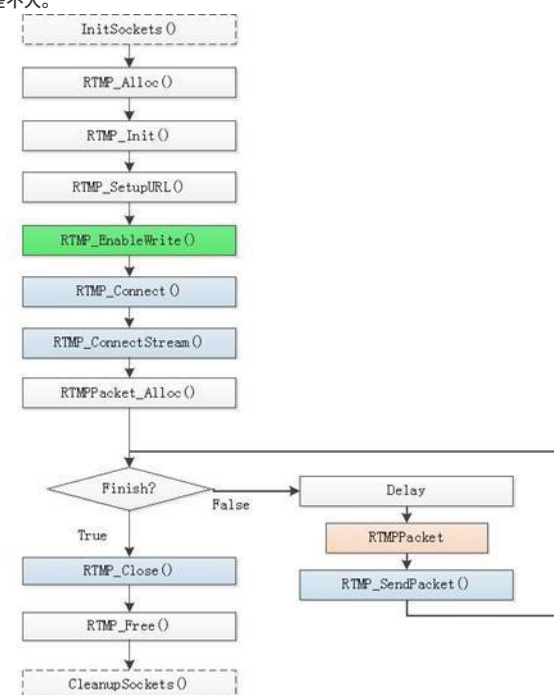 InitSockets()
RTMP_Alloc()
RTMP_Init()
RTMP_SetupURL()
RTMP_EnableWrite()
RTMP_Connect()
RTMP_ConnectStream()
RTMPPacket_Alloc()
Finish?
False
Delay
RTMPPacket
RTMP_SendPacket()
True
RTMP_Close()
RTMP_Free()
CleanupSockets()